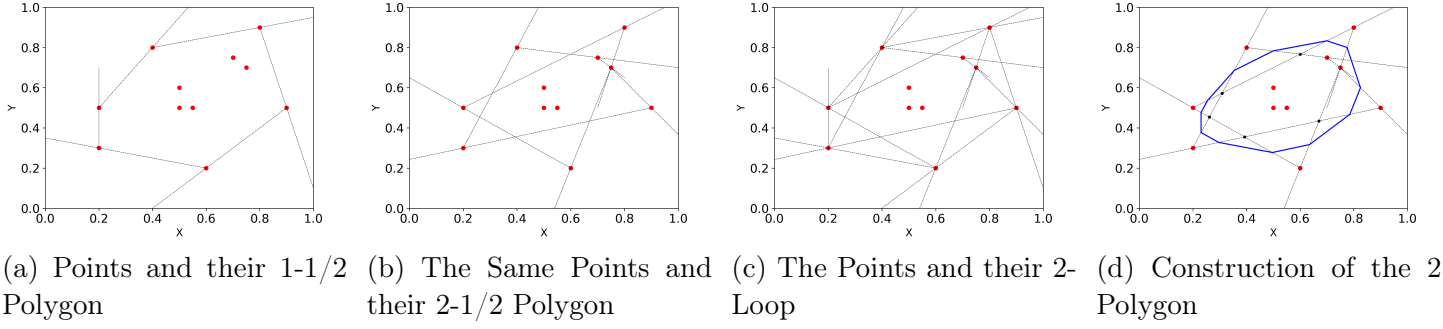 1.0
0.8
0.6
0.4
0.2
0.0
Y
0.0 0.2 0.4 0.6 0.8 1.0
X
1.0
0.8
0.6
0.4
0.2
0.0
Y
0.0 0.2 0.4 0.6 0.8 1.0
X
1.0
0.8
0.6
0.4
0.2
0.0
Y
0.0 0.2 0.4 0.6 0.8 1.0
X
1.0
0.8
0.6
0.4
0.2
0.0
Y
0.0 0.2 0.4 0.6 0.8 1.0
X
(a) Points and their 1-1/2
Polygon
(b) The Same Points and
their 2-1/2 Polygon
(c) The Points and their 2-
Loop
(d) Construction of the 2
Polygon